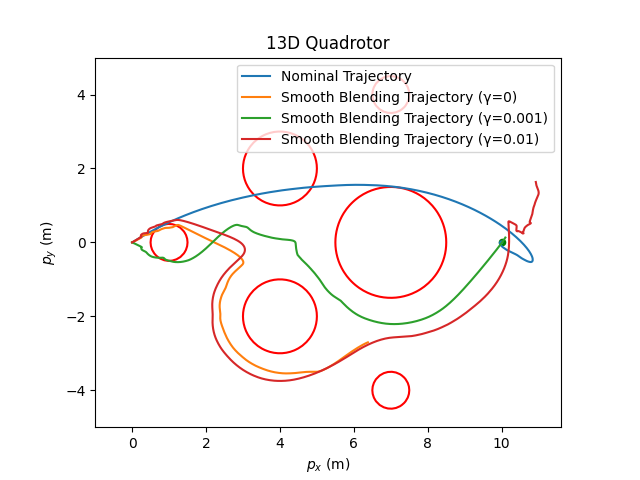 13D Quadrotor
Nominal Trajectory
Smooth Blending Trajectory (γ=0)
Smooth Blending Trajectory (γ=0.001)
Smooth Blending Trajectory (γ=0.01)
p_y (m)
4
2
0
−2
−4
0 2 4 6 8 10
p_x (m)